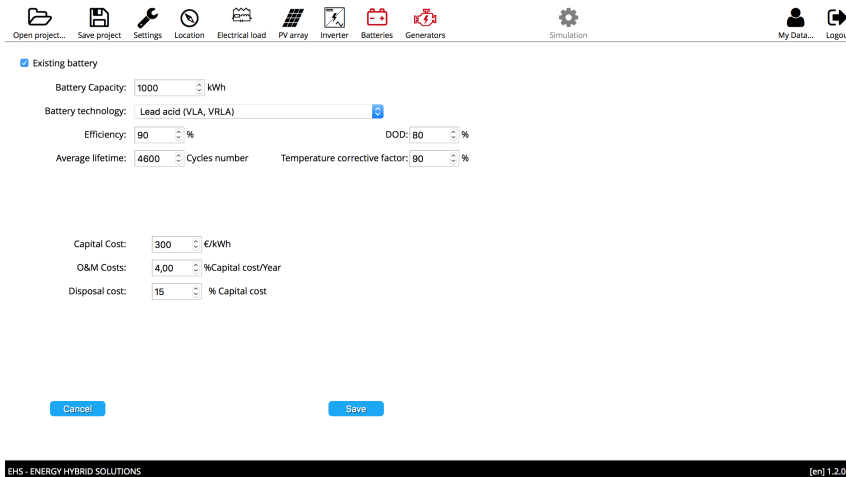 Open project... Save project Settings Location Electrical load PV array Inverter Batteries Generators Simulation My Data...
Existing battery
Battery Capacity: 1000 kWh
Battery technology: Lead acid (VLA, VRLA)
Efficiency: 90 % DOD: 80 %
Average lifetime: 4600 Cycles number Temperature corrective factor: 90 %
Capital Cost: 300 €/kWh
O&M Costs: 4,00 %Capital cost/Year
Disposal cost: 15 % Capital cost
Cancel Save
EHS - ENERGY HYBRID SOLUTIONS [en] 1.2.0